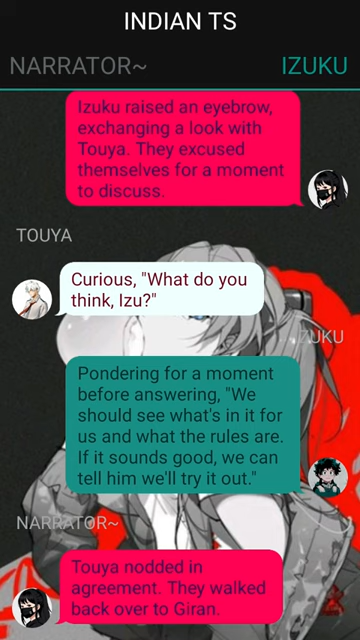 INDIAN TS
NARRATOR~ IZUKU
Izuku raised an eyebrow,
exchanging a look with
Touya. They excused
themselves for a moment
to discuss.
TOUYA
Curious, "What do you
think, Izu?"
IZUKU
Pondering for a moment
before answering, "We
should see what's in it for
us and what the rules are.
If it sounds good, we can
tell him we'll try it out."
NARRATOR~
Touya nodded in
agreement. They walked
back over to Giran.